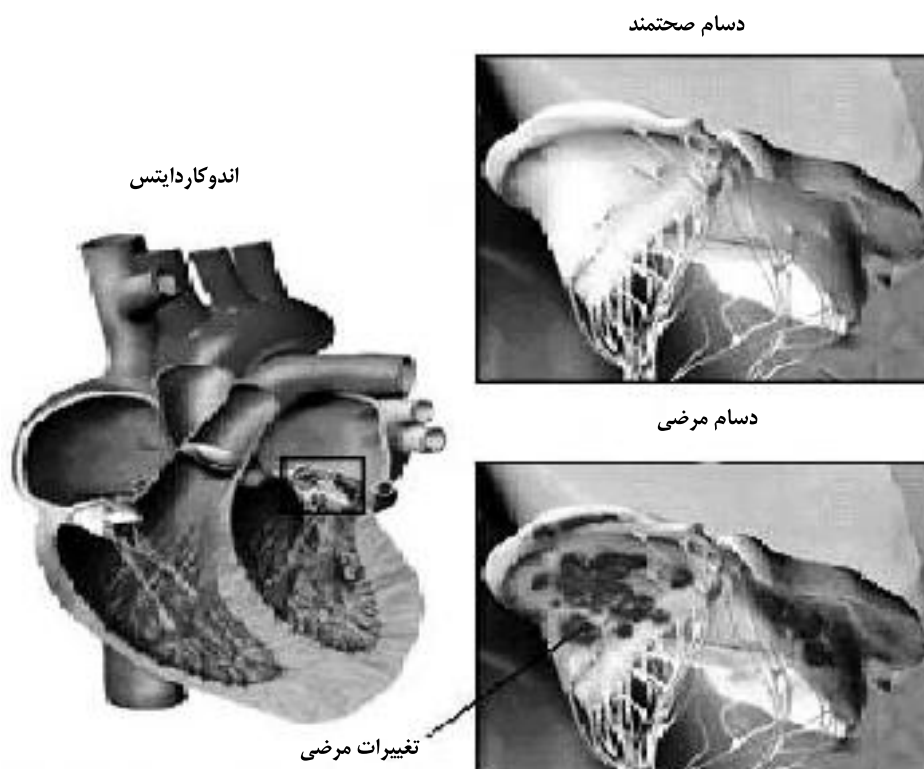 دسام صحتمند
اندوکاردایتس
دسام مرضی
تغییرات مرضی